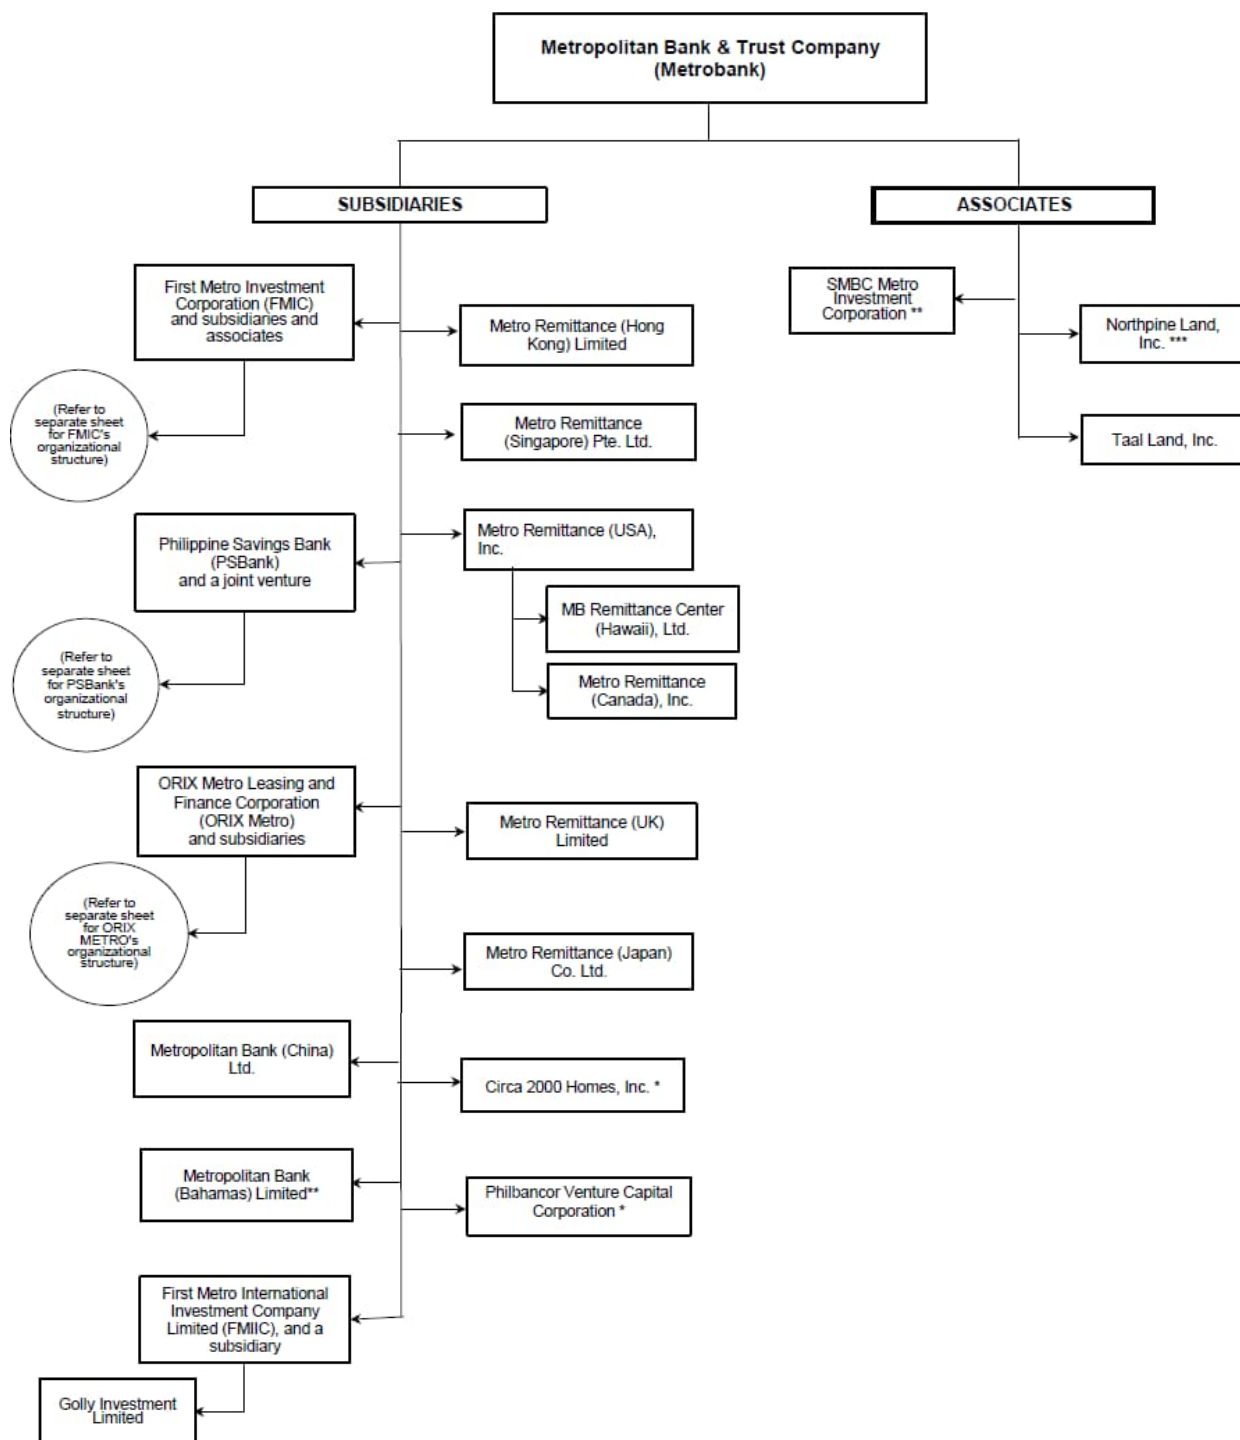 Metropolitan Bank & Trust Company
(Metrobank)
SUBSIDIARIES
ASSOCIATES
First Metro Investment
Corporation (FMIC)
and subsidiaries and
associates
SMBC Metro
Investment
Corporation **
Metro Remittance (Hong
Kong) Limited
Northpine Land,
Inc. ***
(Refer to
separate sheet
for FMIC's
organizational
structure)
Metro Remittance
(Singapore) Pte. Ltd.
Taal Land, Inc.
Philippine Savings Bank
(PSBank)
and a joint venture
Metro Remittance (USA),
Inc.
MB Remittance Center
(Hawaii), Ltd.
(Refer to
separate sheet
for PSBank's
organizational
structure)
Metro Remittance
(Canada), Inc.
ORIX Metro Leasing and
Finance Corporation
(ORIX Metro)
and subsidiaries
Metro Remittance (UK)
Limited
(Refer to
separate sheet
for ORIX
METRO's
organizational
structure)
Metro Remittance (Japan)
Co. Ltd.
Metropolitan Bank (China)
Ltd.
Circa 2000 Homes, Inc. *
Metropolitan Bank
(Bahamas) Limited**
Philbancor Venture Capital
Corporation *
First Metro International
Investment Company
Limited (FMIIC), and a
subsidiary
Golly Investment
Limited